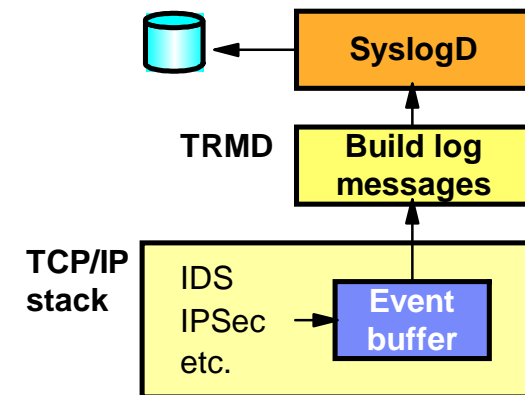 SyslogD
TRMD
Build log
messages
TCP/IP
stack
IDS
IPSec
etc.
Event
buffer